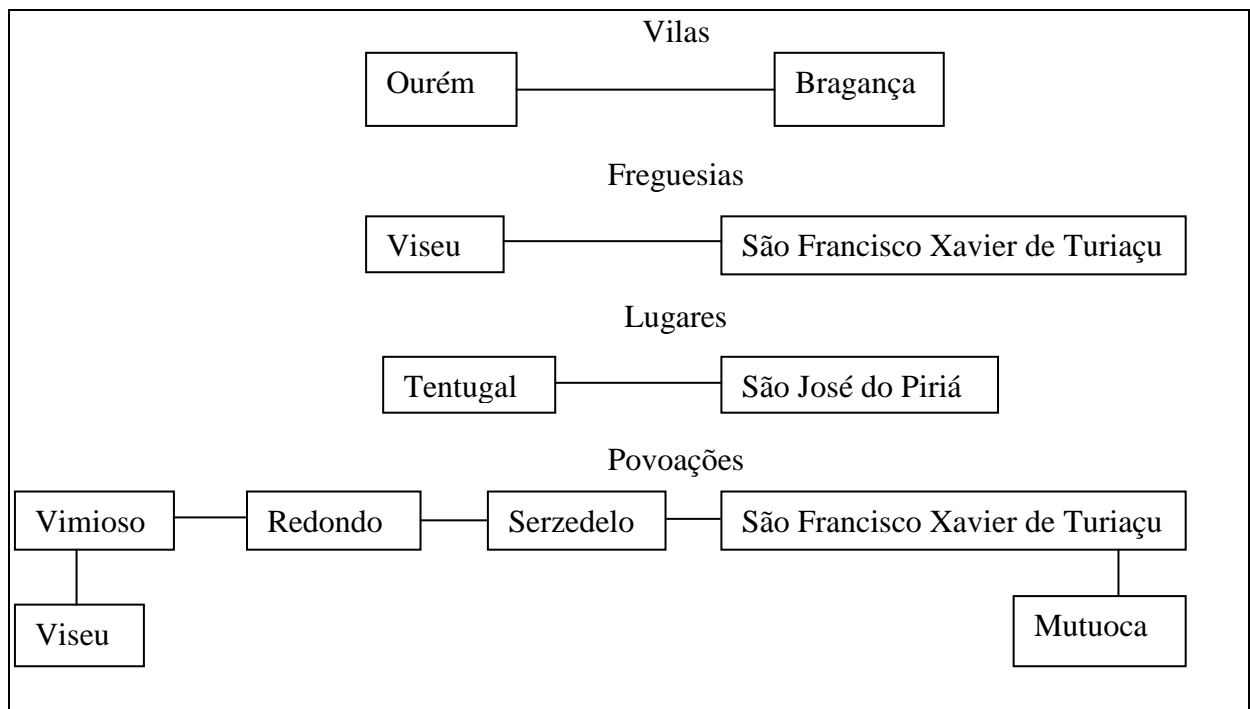 Vilas
Ourém Bragança
Freguesias
Viseu São Francisco Xavier de Turiaçu
Lugares
Tentugal São José do Piriá
Povoações
Vimioso Redondo Serzedelo São Francisco Xavier de Turiaçu
Viseu Mutuoca